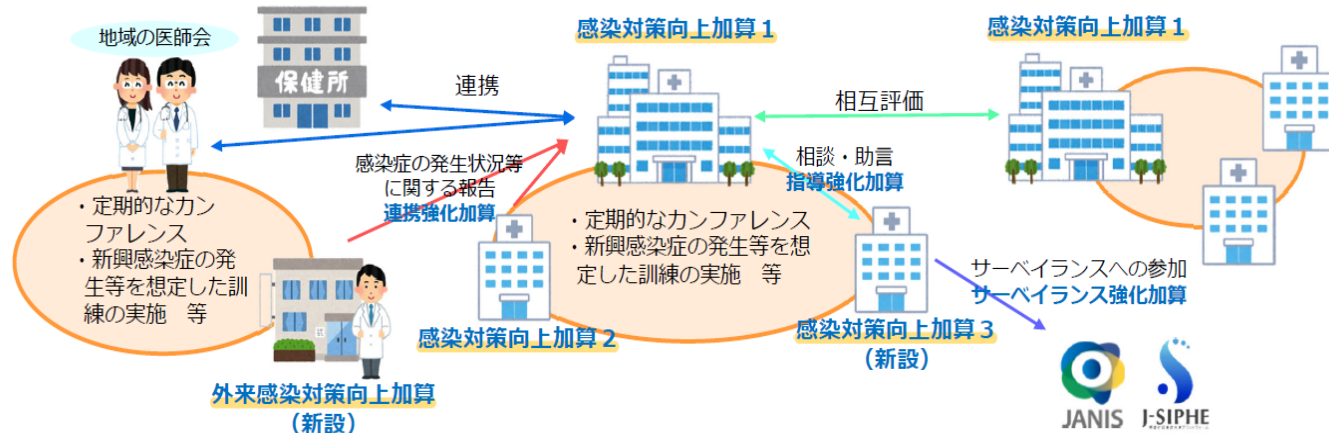 地域の医師会
保健所
連携
感染対策向上加算１
相互評価
感染対策向上加算１
感染症の発生状況等
に関する報告
連携強化加算
相談・助言
指導強化加算
・定期的なカン
ファレンス
・新興感染症の発
生等を想定した訓
練の実施　等
・定期的なカンファレンス
・新興感染症の発生等を想
定した訓練の実施　等
サーベイランスへの参加
サーベイランス強化加算
感染対策向上加算２
感染対策向上加算３
（新設）
外来感染対策向上加算
（新設）
JANIS
J-SIPHE